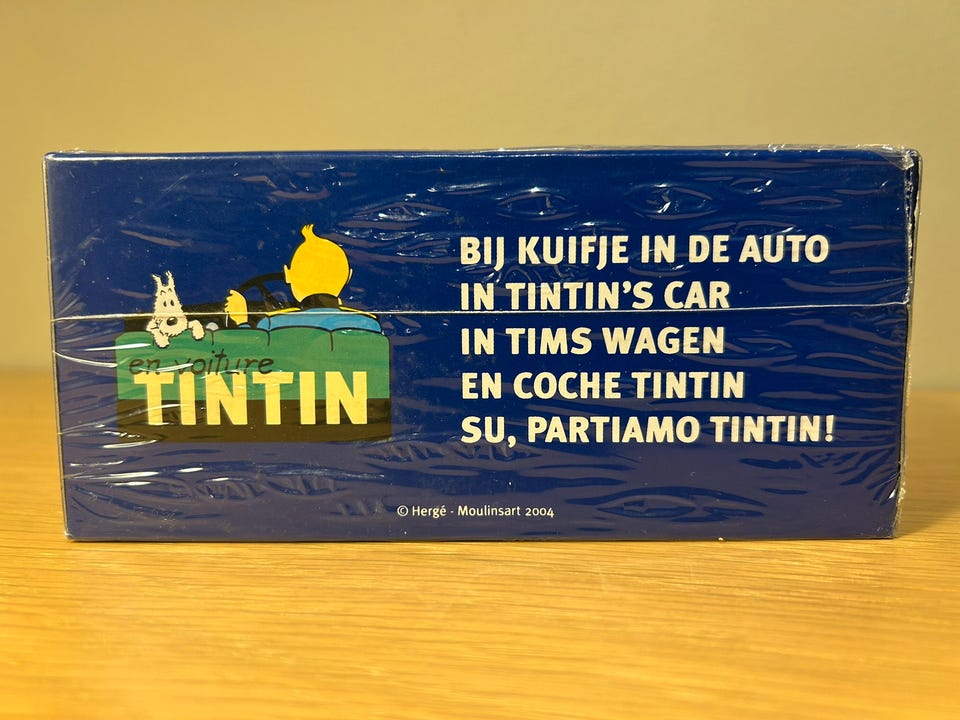 en voiture
TINTIN
BIJ KUIFJE IN DE AUTO
IN TINTIN'S CAR
IN TIMS WAGEN
EN COCHE TINTIN
SU, PARTIAMO TINTIN!
© Hergé - Moulinsart 2004